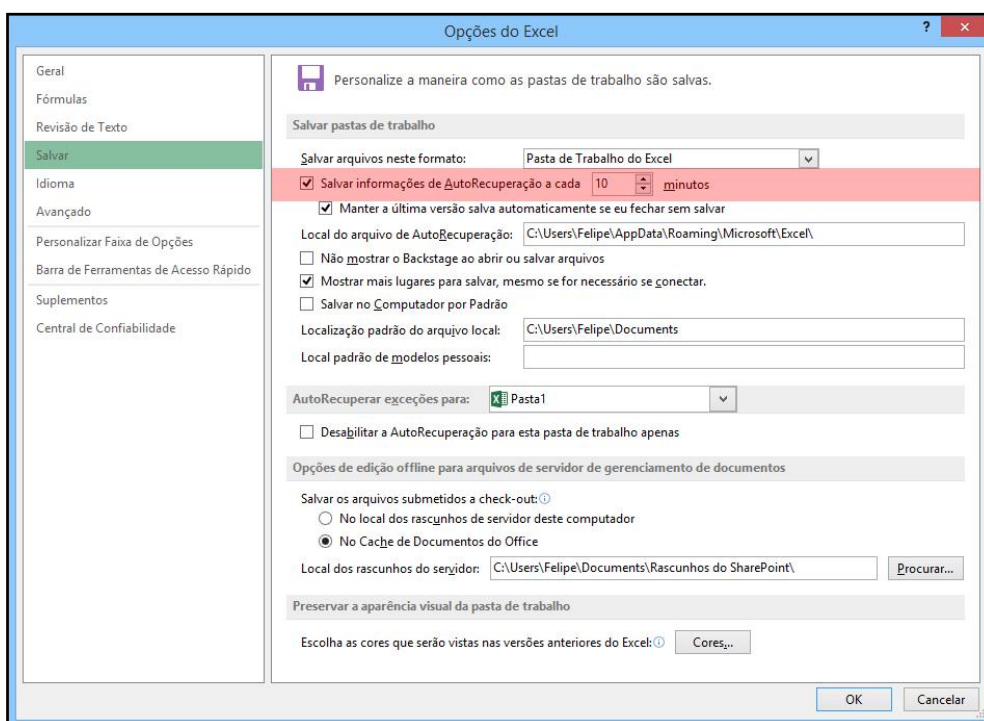 Opções do Excel
?
×
Geral
Fórmulas
Revisão de Texto
Salvar
Idioma
Avançado
Personalizar Faixa de Opções
Barra de Ferramentas de Acesso Rápido
Suplementos
Central de Confiabilidade
Personalize a maneira como as pastas de trabalho são salvas.
Salvar pastas de trabalho
Salvar arquivos neste formato: Pasta de Trabalho do Excel
Salvar informações de AutoRecuperação a cada 10 minutos
Manter a última versão salva automaticamente se eu fechar sem salvar
Local do arquivo de AutoRecuperação: C:\Users\Felipe\AppData\Roaming\Microsoft\Excel\
Não mostrar o Backstage ao abrir ou salvar arquivos
Mostrar mais lugares para salvar, mesmo se for necessário se conectar.
Salvar no Computador por Padrão
Localização padrão do arquivo local: C:\Users\Felipe\Documents
Local padrão de modelos pessoais:
AutoRecuperar exceções para: Pasta1
Desabilitar a AutoRecuperação para esta pasta de trabalho apenas
Opções de edição offline para arquivos de servidor de gerenciamento de documentos
Salvar os arquivos submetidos a check-out:
No local dos rascunhos de servidor deste computador
No Cache de Documentos do Office
Local dos rascunhos do servidor: C:\Users\Felipe\Documents\Rascunhos do SharePoint\ Procurar...
Preservar a aparência visual da pasta de trabalho
Escolha as cores que serão vistas nas versões anteriores do Excel: Cores...
OK Cancelar